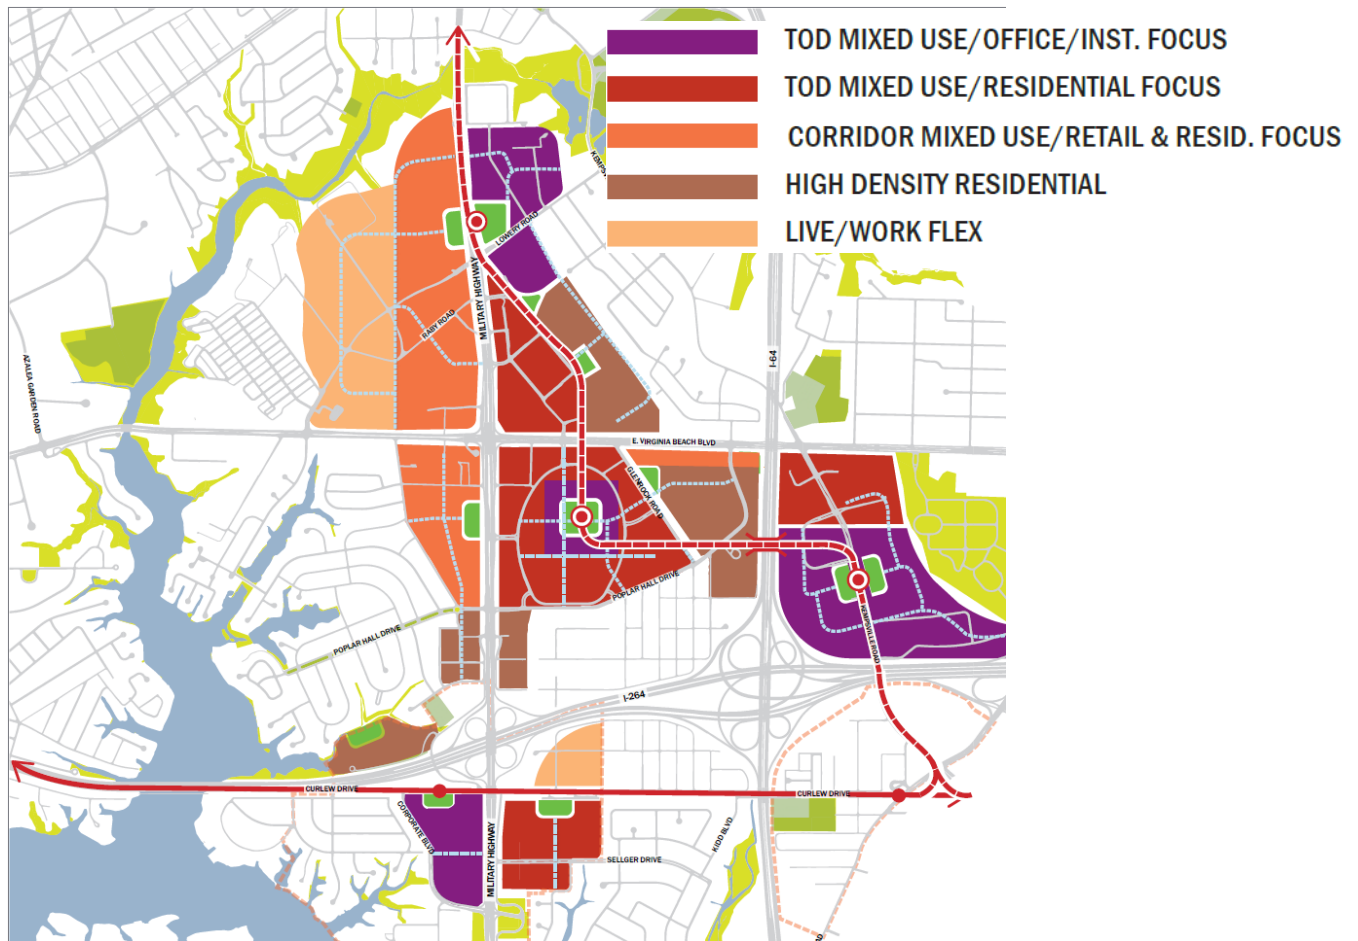 TOD MIXED USE/OFFICE/INST. FOCUS
TOD MIXED USE/RESIDENTIAL FOCUS
CORRIDOR MIXED USE/RETAIL & RESID. FOCUS
HIGH DENSITY RESIDENTIAL
LIVE/WORK FLEX
LOWERY ROAD
MILITARY HIGHWAY
RABY ROAD
I-64
AZALEA GARDEN ROAD
E. VIRGINIA BEACH BLVD
GLENROCK ROAD
POPLAR HALL DRIVE
POPLAR HALL DRIVE
KEMPSVILLE ROAD
I-264
CURLEW DRIVE
CURLEW DRIVE
CORPORATE BLVD
MILITARY HIGHWAY
KIDD BLVD
SELLGER DRIVE